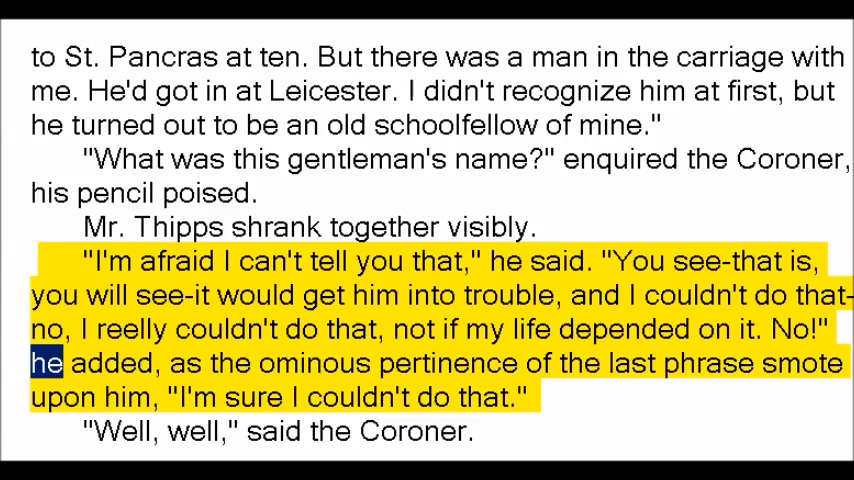 to St. Pancras at ten. But there was a man in the carriage with
me. He'd got in at Leicester. I didn't recognize him at first, but
he turned out to be an old schoolfellow of mine."
"What was this gentleman's name?" enquired the Coroner,
his pencil poised.
Mr. Thipps shrank together visibly.
"I'm afraid I can't tell you that," he said. "You see-that is,
you will see-it would get him into trouble, and I couldn't do that-
no, I reelly couldn't do that, not if my life depended on it. No!"
he added, as the ominous pertinence of the last phrase smote
upon him, "I'm sure I couldn't do that."
"Well, well," said the Coroner.